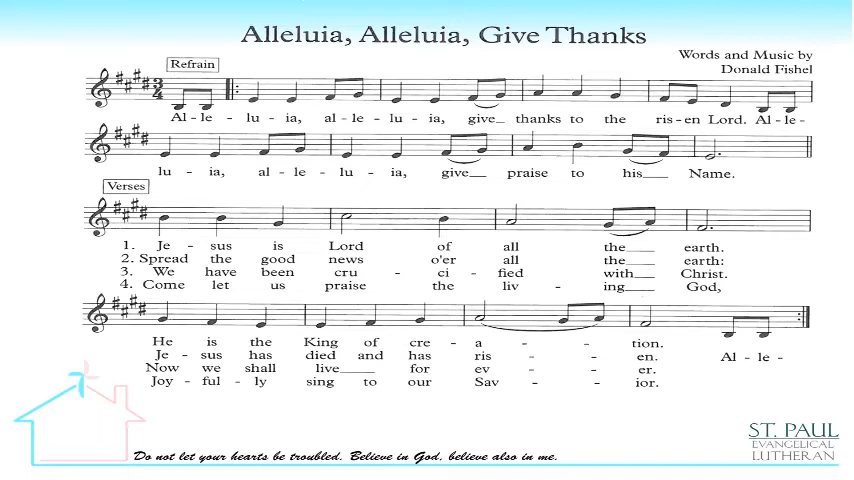 Alleluia, Alleluia, Give Thanks
Words and Music by
Donald Fishel
Refrain
Al - le - lu - ia, al - le - lu - ia, give thanks to the ris - en Lord. Al - le -
lu - ia, al - le - lu - ia, give praise to his Name.
Verses
1. Je - sus is Lord of all the earth.
2. Spread the good news o'er all the earth:
3. We have been cru - ci - fied with Christ.
4. Come let us praise the liv - ing God,
He is the King of cre - a - tion.
Je - sus has died and has ris - en. Al - le -
Now we shall live for ev - er.
Joy - ful - ly sing to our Sav - ior.
ST. PAUL
EVANGELICAL
LUTHERAN
Do not let your hearts be troubled. Believe in God, believe also in me.